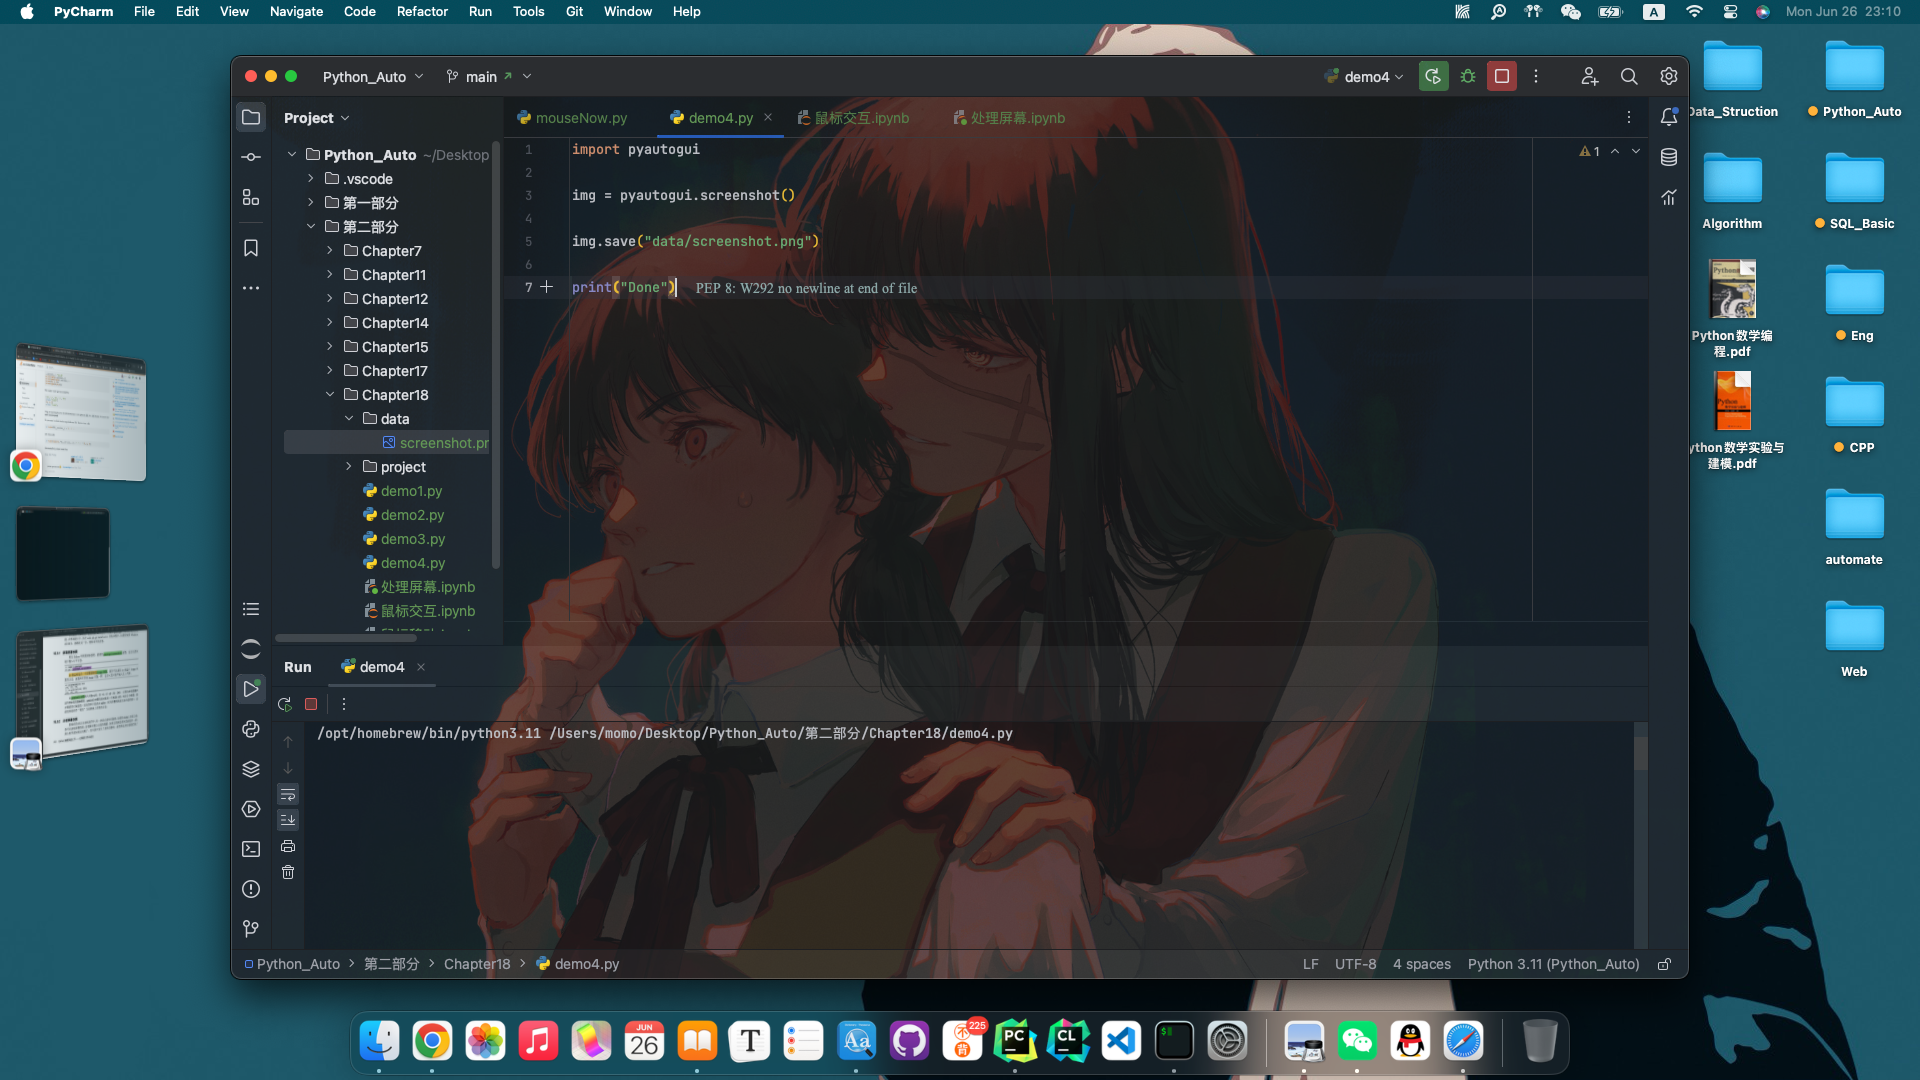 PyCharm File Edit View Navigate Code Refactor Run Tools Git Window Help
A Mon Jun 26 23:10
Python_Auto main
demo4
Project
mouseNow.py demo4.py 鼠标交互.ipynb 处理屏幕.ipynb
Python_Auto ~/Desktop
.vscode
第一部分
第二部分
Chapter7
Chapter11
Chapter12
Chapter14
Chapter15
Chapter17
Chapter18
data
screenshot.pr
project
demo1.py
demo2.py
demo3.py
demo4.py
处理屏幕.ipynb
鼠标交互.ipynb
1 import pyautogui
2
3 img = pyautogui.screenshot()
4
5 img.save("data/screenshot.png")
6
7 print("Done") PEP 8: W292 no newline at end of file
1
Run demo4
/opt/homebrew/bin/python3.11 /Users/momo/Desktop/Python_Auto/第二部分/Chapter18/demo4.py
Python_Auto 第二部分 Chapter18 demo4.py
LF UTF-8 4 spaces Python 3.11 (Python_Auto)
Data_Struction
Python_Auto
Algorithm
SQL_Basic
Python数学编
程.pdf
Eng
ython数学实验与
建模.pdf
CPP
automate
Web
JUN
26
T
Aa
不
背
225
PC
CL
$